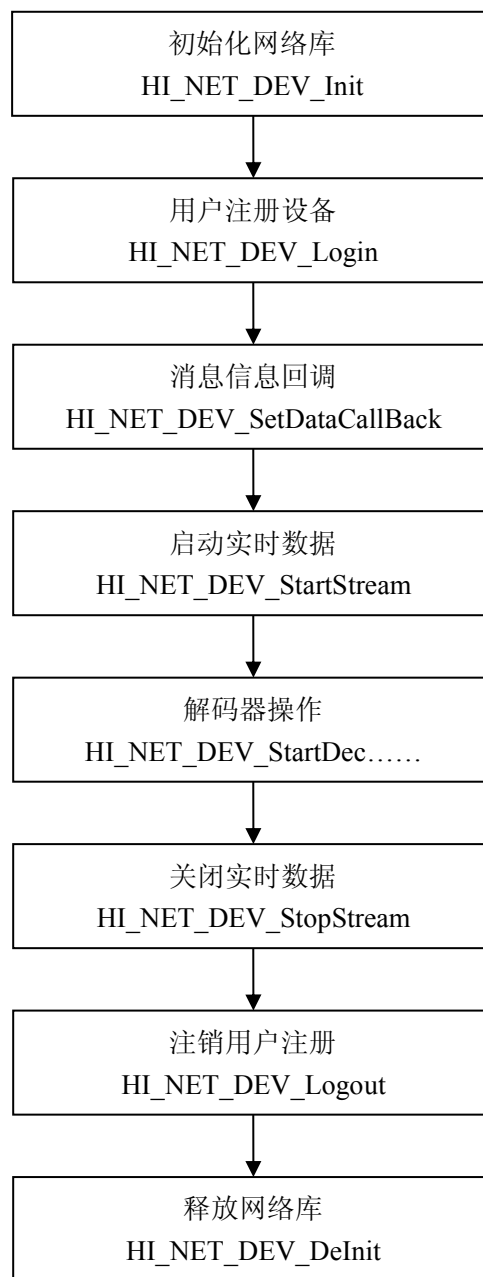 初始化网络库
HI_NET_DEV_Init
用户注册设备
HI_NET_DEV_Login
消息信息回调
HI_NET_DEV_SetDataCallBack
启动实时数据
HI_NET_DEV_StartStream
解码器操作
HI_NET_DEV_StartDec……
关闭实时数据
HI_NET_DEV_StopStream
注销用户注册
HI_NET_DEV_Logout
释放网络库
HI_NET_DEV_DeInit